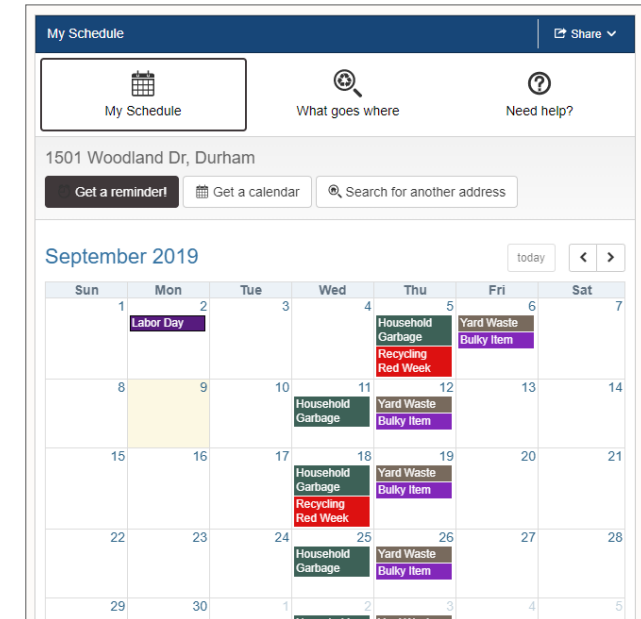 My Schedule
Share
My Schedule
What goes where
Need help?
1501 Woodland Dr, Durham
Get a reminder!
Get a calendar
Search for another address
September 2019
today
Sun Mon Tue Wed Thu Fri Sat
1 2 3 4 5 6 7
Labor Day
Household
Garbage
Recycling
Red Week
Yard Waste
Bulky Item
8 9 10 11 12 13 14
Household
Garbage
Yard Waste
Bulky Item
15 16 17 18 19 20 21
Household
Garbage
Recycling
Red Week
Yard Waste
Bulky Item
22 23 24 25 26 27 28
Household
Garbage
Yard Waste
Bulky Item
29 30 1 2 3 4 5